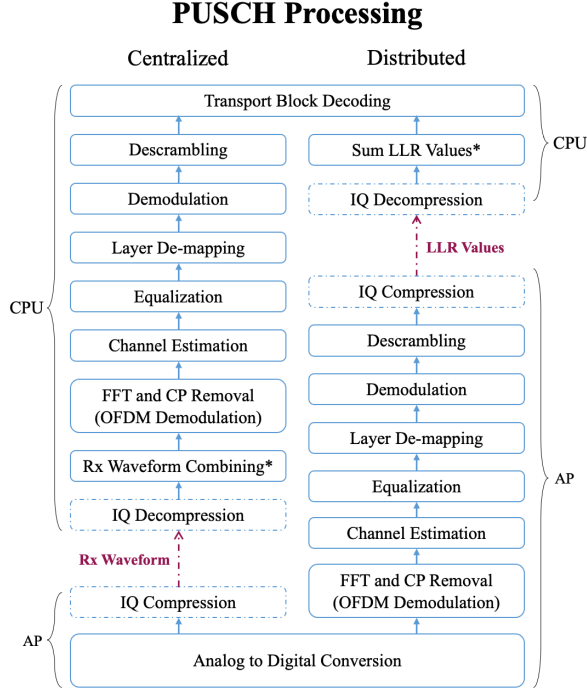 PUSCH Processing
Centralized
Distributed
Transport Block Decoding
Descrambling
Demodulation
Layer De-mapping
Equalization
Channel Estimation
FFT and CP Removal
(OFDM Demodulation)
Rx Waveform Combining*
IQ Decompression
Rx Waveform
IQ Compression
CPU
AP
Sum LLR Values*
IQ Decompression
LLR Values
IQ Compression
Descrambling
Demodulation
Layer De-mapping
Equalization
Channel Estimation
FFT and CP Removal
(OFDM Demodulation)
CPU
AP
Analog to Digital Conversion